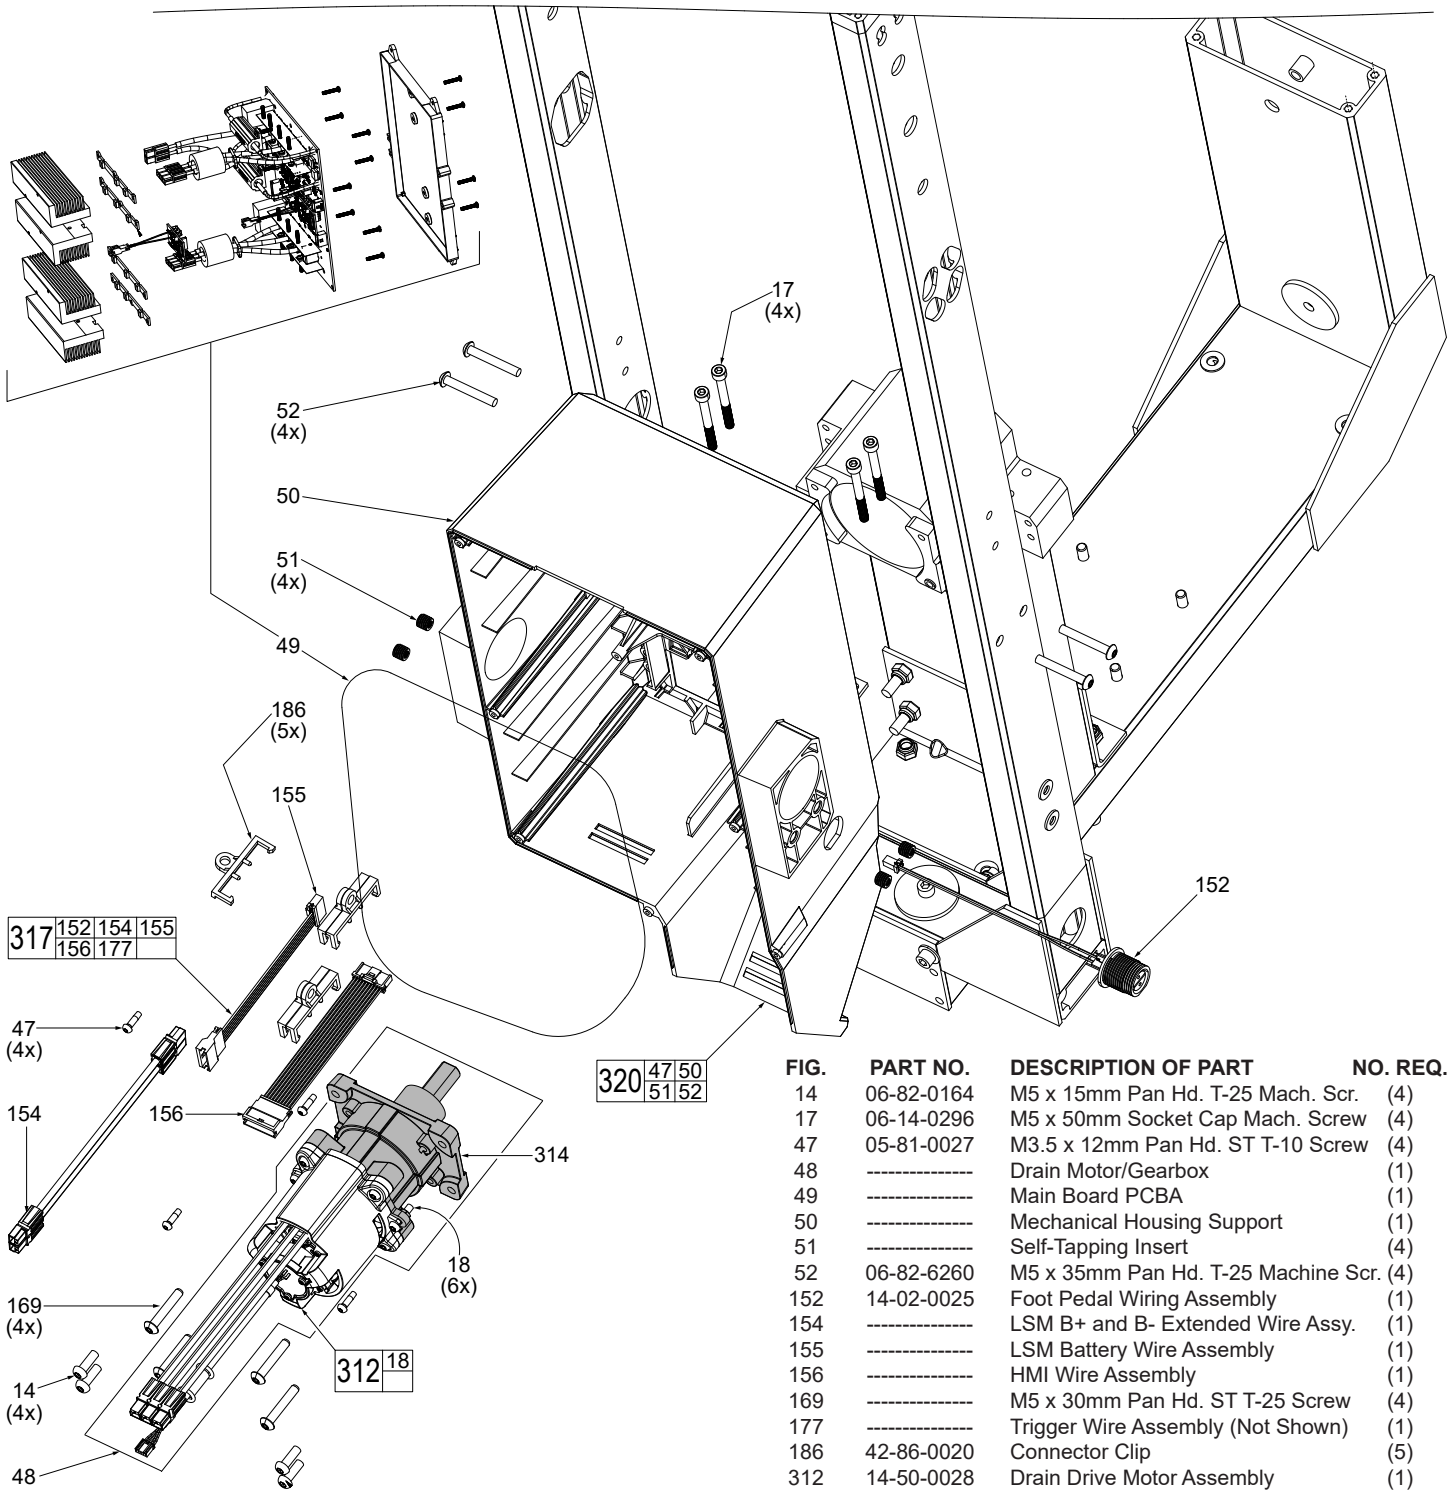 17
(4x)
52
(4x)
50
51
(4x)
49
186
(5x)
155
152
317 152 154 155
156 177
47
(4x)
320 47 50
51 52
154
156
314
18
(6x)
169
(4x)
312 18
14
(4x)
48
FIG. PART NO. DESCRIPTION OF PART NO. REQ.
14 06-82-0164 M5 x 15mm Pan Hd. T-25 Mach. Scr. (4)
17 06-14-0296 M5 x 50mm Socket Cap Mach. Screw (4)
47 05-81-0027 M3.5 x 12mm Pan Hd. ST T-10 Screw (4)
48 --------------- Drain Motor/Gearbox (1)
49 --------------- Main Board PCBA (1)
50 --------------- Mechanical Housing Support (1)
51 --------------- Self-Tapping Insert (4)
52 06-82-6260 M5 x 35mm Pan Hd. T-25 Machine Scr. (4)
152 14-02-0025 Foot Pedal Wiring Assembly (1)
154 --------------- LSM B+ and B- Extended Wire Assy. (1)
155 --------------- LSM Battery Wire Assembly (1)
156 --------------- HMI Wire Assembly (1)
169 --------------- M5 x 30mm Pan Hd. ST T-25 Screw (4)
177 --------------- Trigger Wire Assembly (Not Shown) (1)
186 42-86-0020 Connector Clip (5)
312 14-50-0028 Drain Drive Motor Assembly (1)